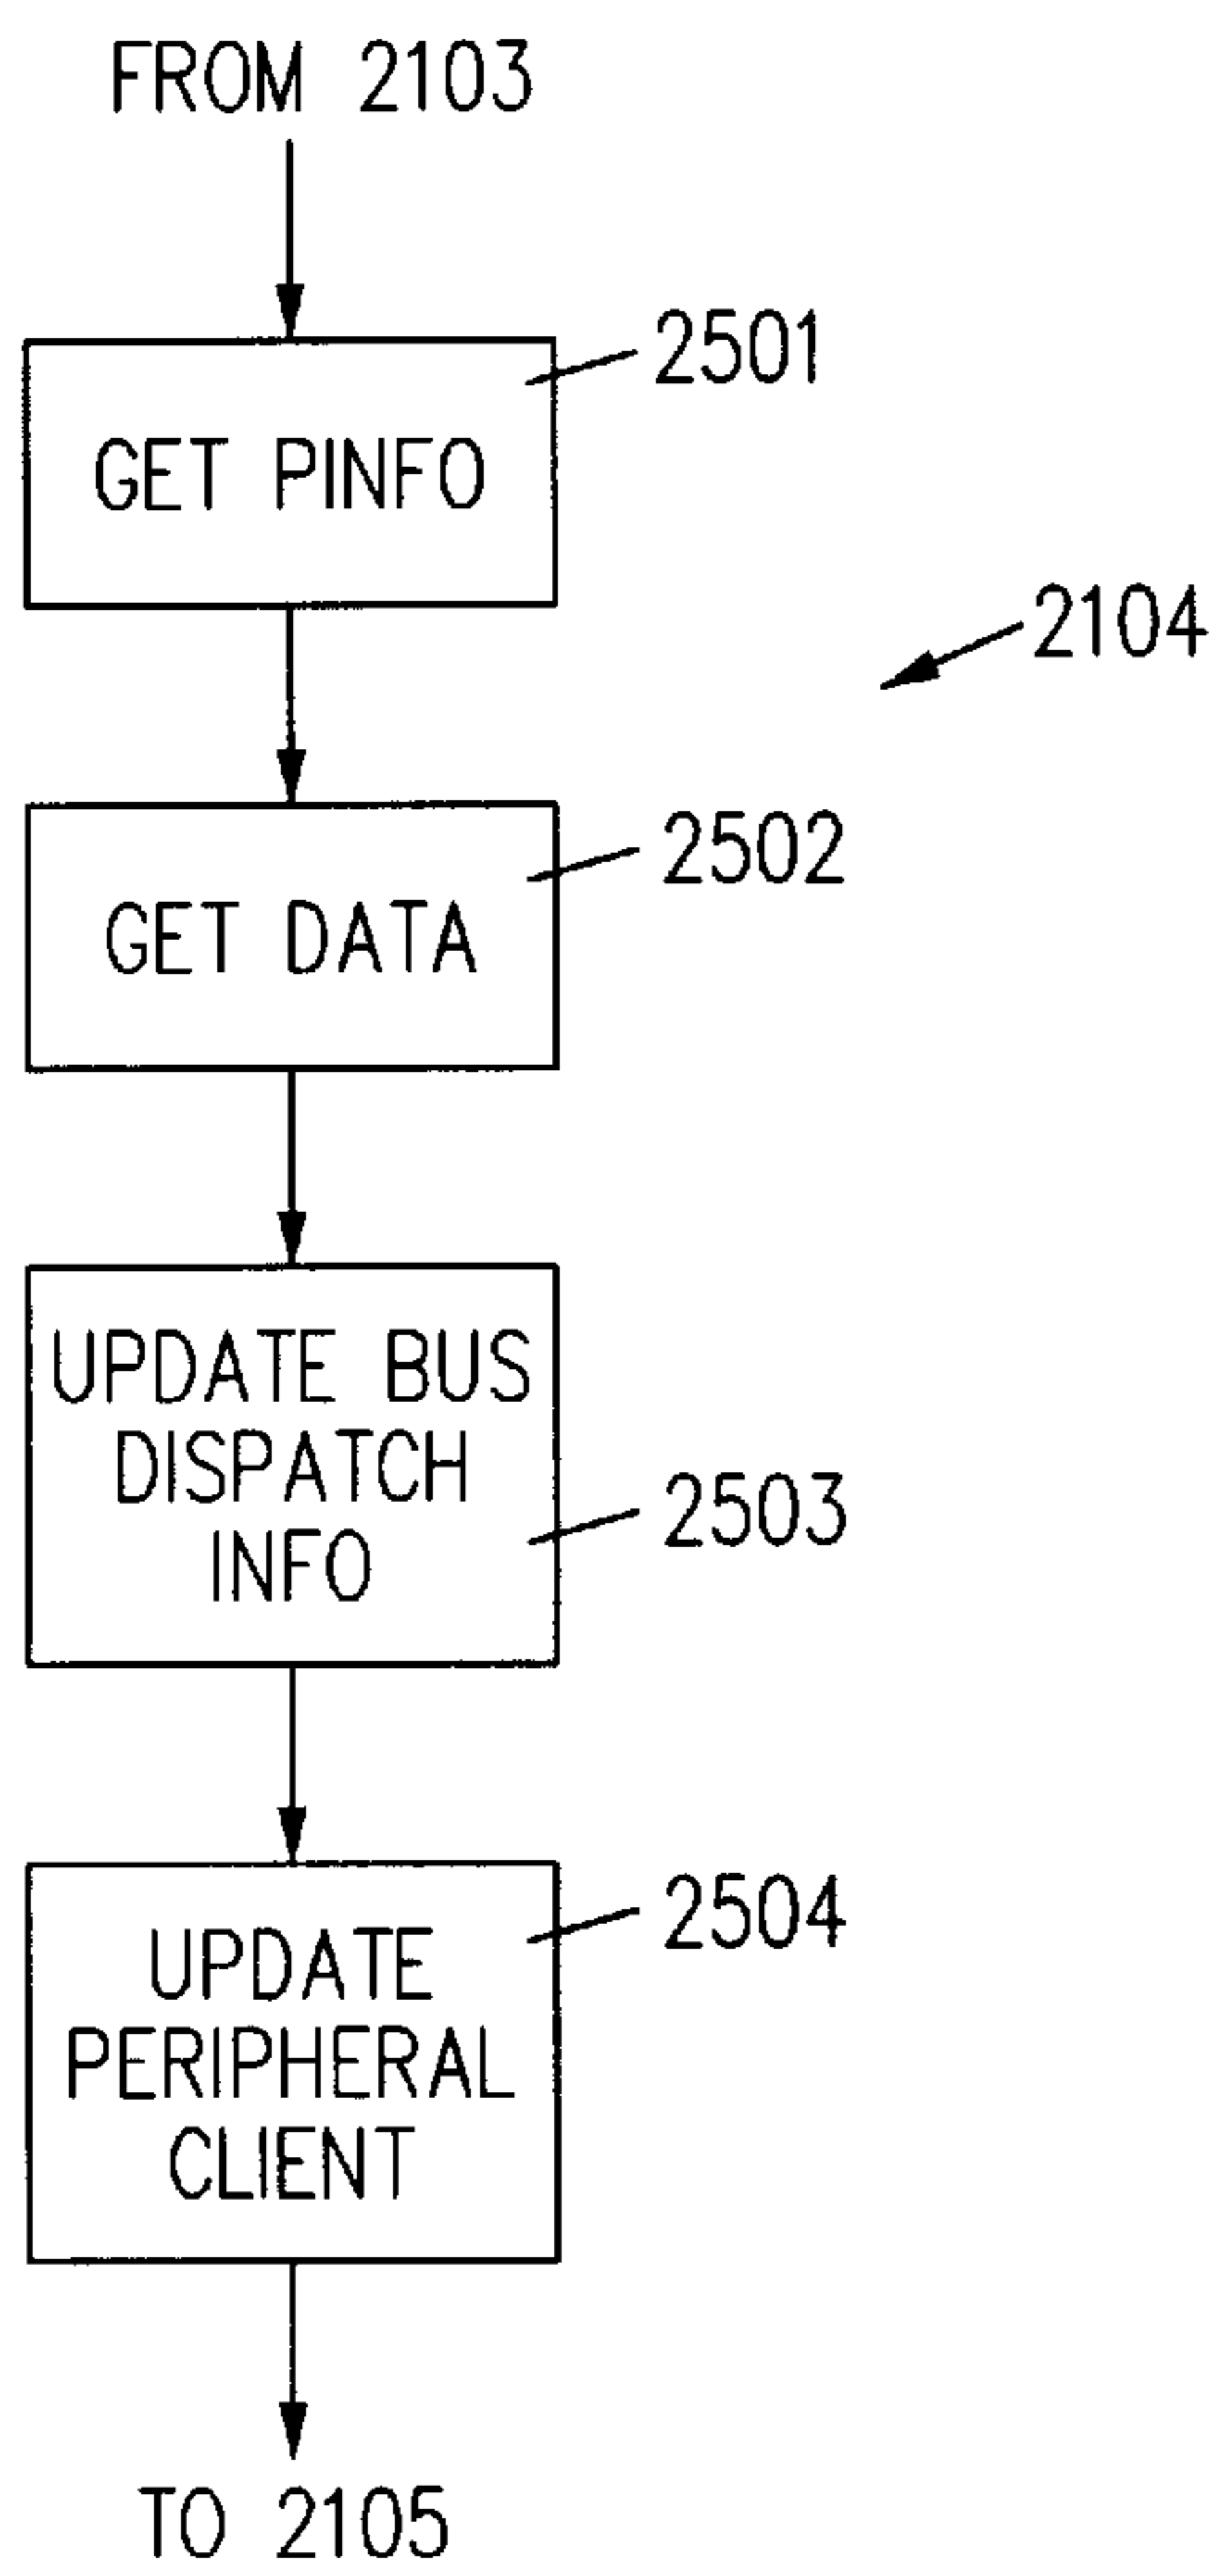 FROM 2103
2501
GET PINFO
2104
2502
GET DATA
UPDATE BUS
DISPATCH
2503
INFO
2504
UPDATE
PERIPHERAL
CLIENT
TO 2105